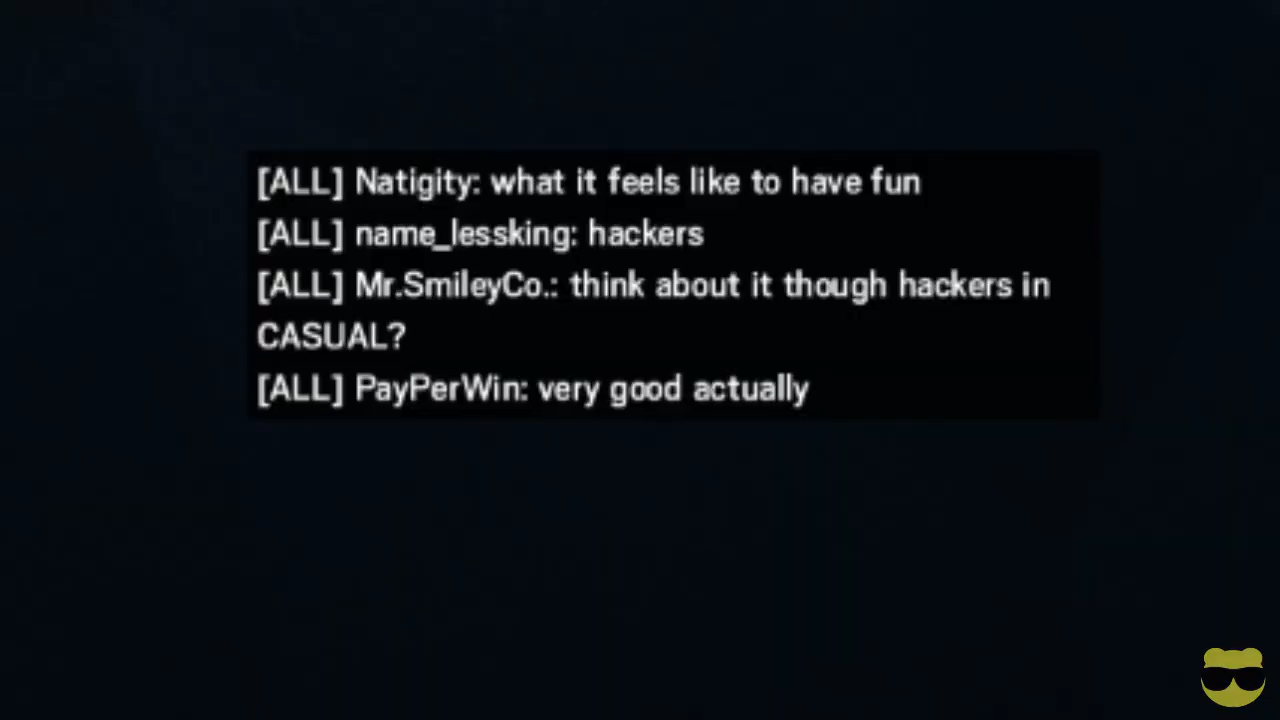 [ALL] Natigity: what it feels like to have fun
[ALL] name_lessking: hackers
[ALL] Mr.SmileyCo.: think about it though hackers in
CASUAL?
[ALL] PayPerWin: very good actually